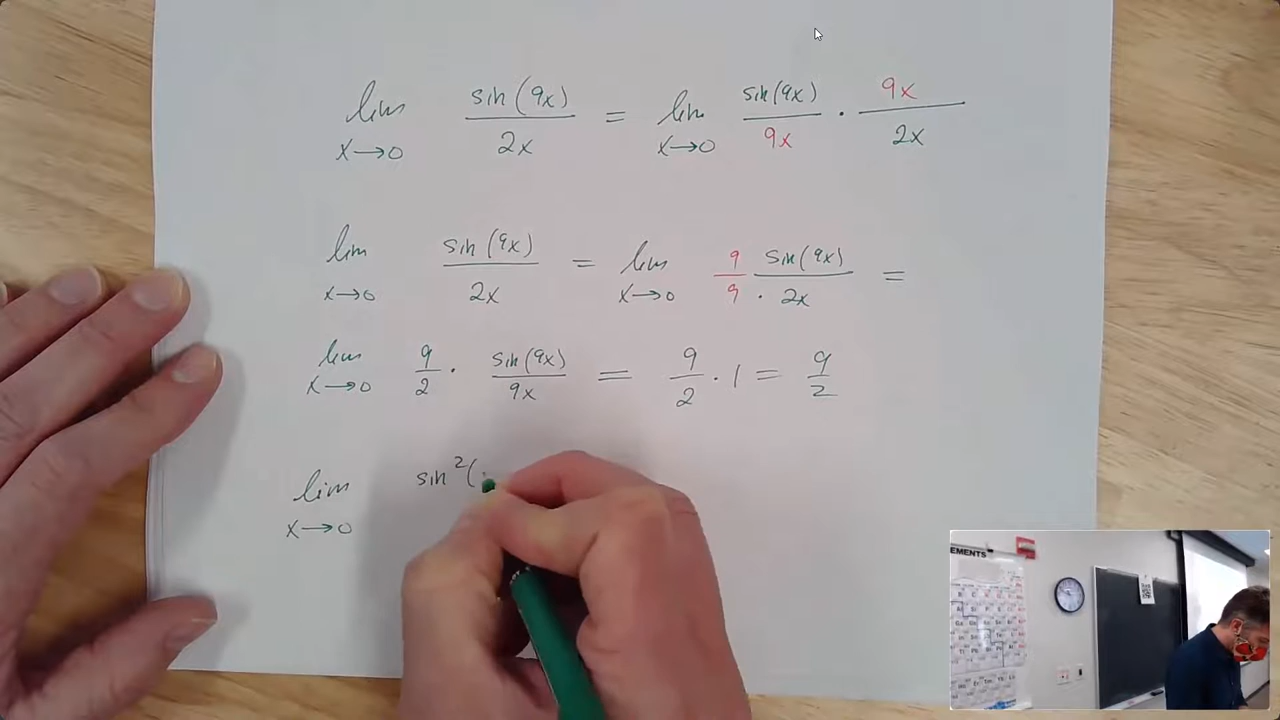 lim x→0 sin(9x)/2x = lim x→0 sin(9x)/9x · 9x/2x
lim x→0 sin(9x)/2x = lim x→0 9/9 · sin(9x)/2x =
lim x→0 9/2 · sin(9x)/9x = 9/2 · 1 = 9/2
lim x→0 sin²(
EMENTS